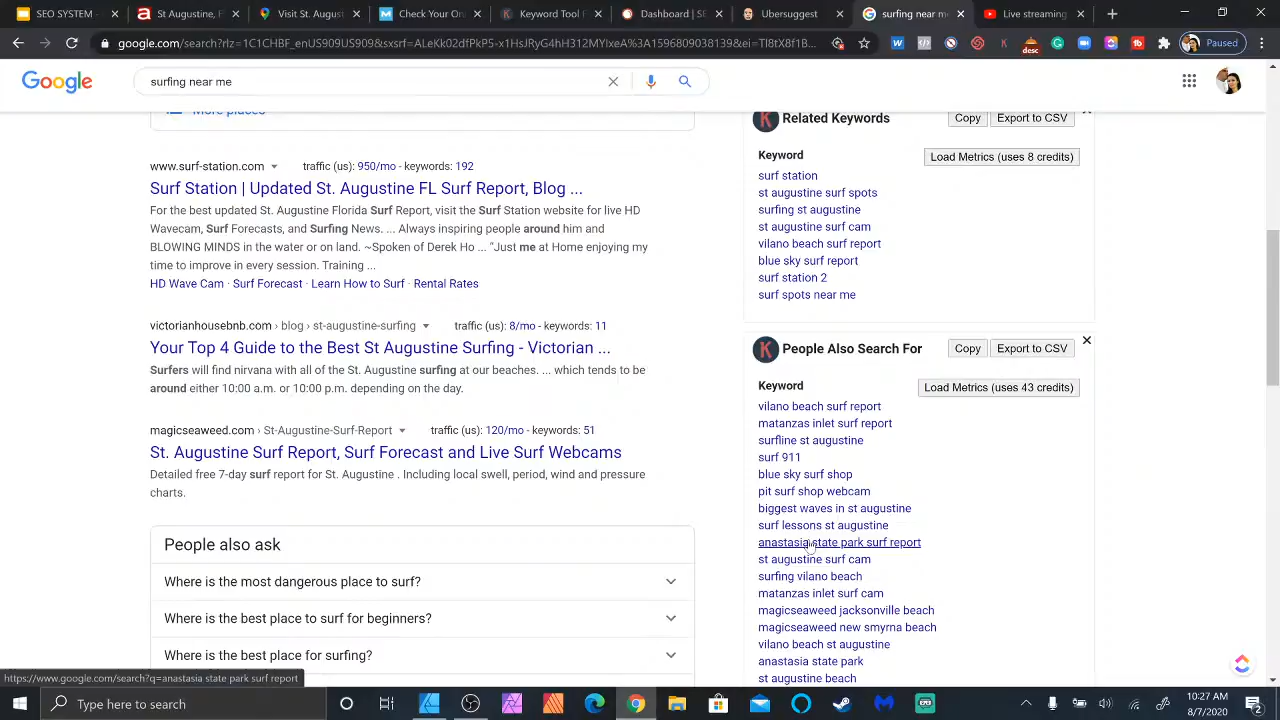 SEO SYSTEM -
St Augustine, F
Visit St. August
Check Your On
Keyword Tool F
Dashboard | SE
Ubersuggest
surfing near me
Live streaming
google.com/search?rlz=1C1CHBF_enUS909US909&sxsrf=
Paused
Google
surfing near me
More places
www.surf-station.com traffic (us): 950/mo - keywords: 192
Surf Station | Updated St. Augustine FL Surf Report, Blog ...
For the best updated St. Augustine Florida Surf Report, visit the Surf Station website for live HD
Wavecam, Surf Forecasts, and Surfing News. ... Always inspiring people around him and
BLOWING MINDS in the water or on land. ~Spoken of Derek Ho ... "Just me at Home enjoying my
time to improve in every session. Training ...
HD Wave Cam · Surf Forecast · Learn How to Surf · Rental Rates
victorianhousebnb.com › blog › st-augustine-surfing traffic (us): 8/mo - keywords: 11
Your Top 4 Guide to the Best St Augustine Surfing - Victorian ...
Surfers will find nirvana with all of the St. Augustine surfing at our beaches. ... which tends to be
around either 10:00 a.m. or 10:00 p.m. depending on the day.
magicseaweed.com › St-Augustine-Surf-Report traffic (us): 120/mo - keywords: 51
St. Augustine Surf Report, Surf Forecast and Live Surf Webcams
Detailed free 7-day surf report for St. Augustine . Including local swell, period, wind and pressure
charts.
People also ask
Where is the most dangerous place to surf?
Where is the best place to surf for beginners?
Where is the best place for surfing?
Related Keywords Copy Export to CSV
Keyword Load Metrics (uses 8 credits)
surf station
st augustine surf spots
surfing st augustine
st augustine surf cam
vilano beach surf report
blue sky surf report
surf station 2
surf spots near me
People Also Search For Copy Export to CSV
Keyword Load Metrics (uses 43 credits)
vilano beach surf report
matanzas inlet surf report
surfline st augustine
surf 911
blue sky surf shop
pit surf shop webcam
biggest waves in st augustine
surf lessons st augustine
anastasia state park surf report
st augustine surf cam
surfing vilano beach
matanzas inlet surf cam
magicseaweed jacksonville beach
magicseaweed new smyrna beach
vilano beach st augustine
anastasia state park
st augustine beach
https://www.google.com/search?q=anastasia state park surf report
Type here to search
10:27 AM
8/7/2020